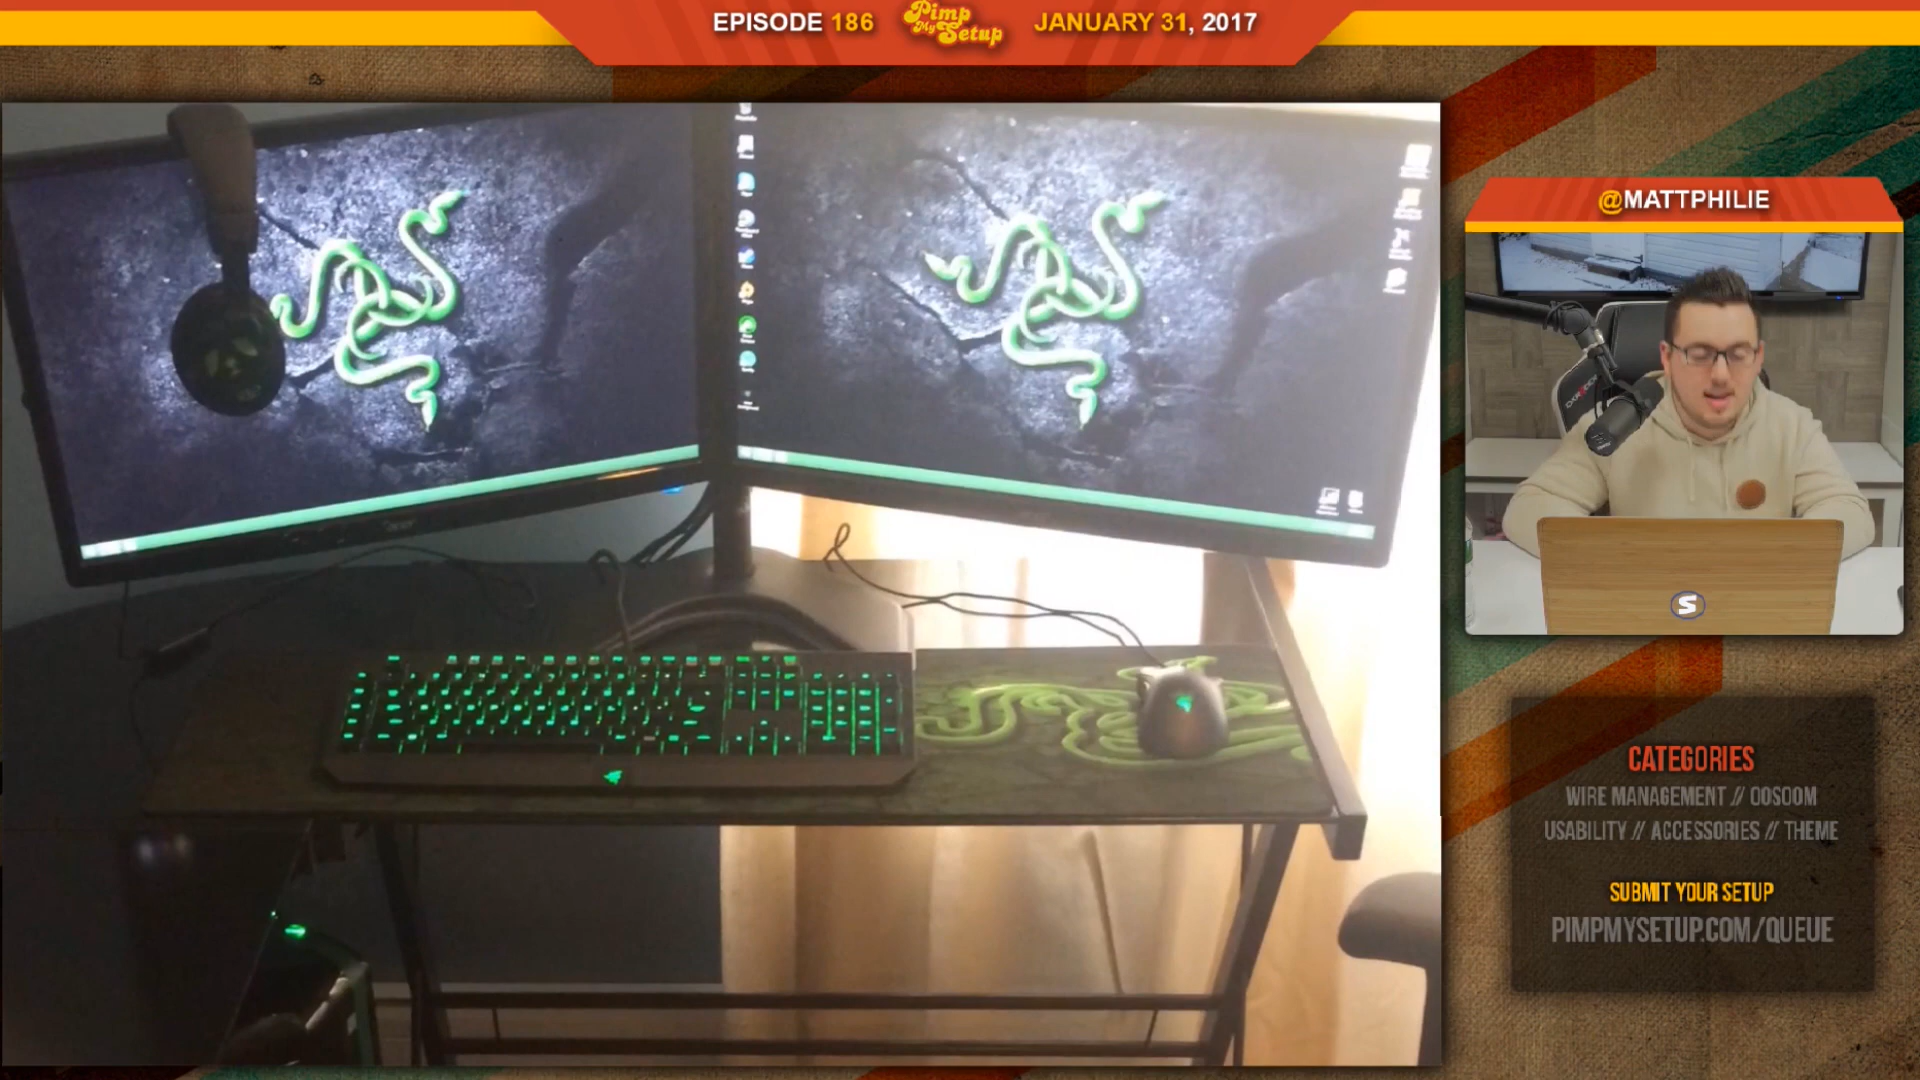 EPISODE 186
Pimp
My
Setup
JANUARY 31, 2017
@MATTPHILIE
acer
S
CATEGORIES
WIRE MANAGEMENT // OOSOOM
USABILITY // ACCESSORIES // THEME
SUBMIT YOUR SETUP
PIMPMYSETUP.COM/QUEUE